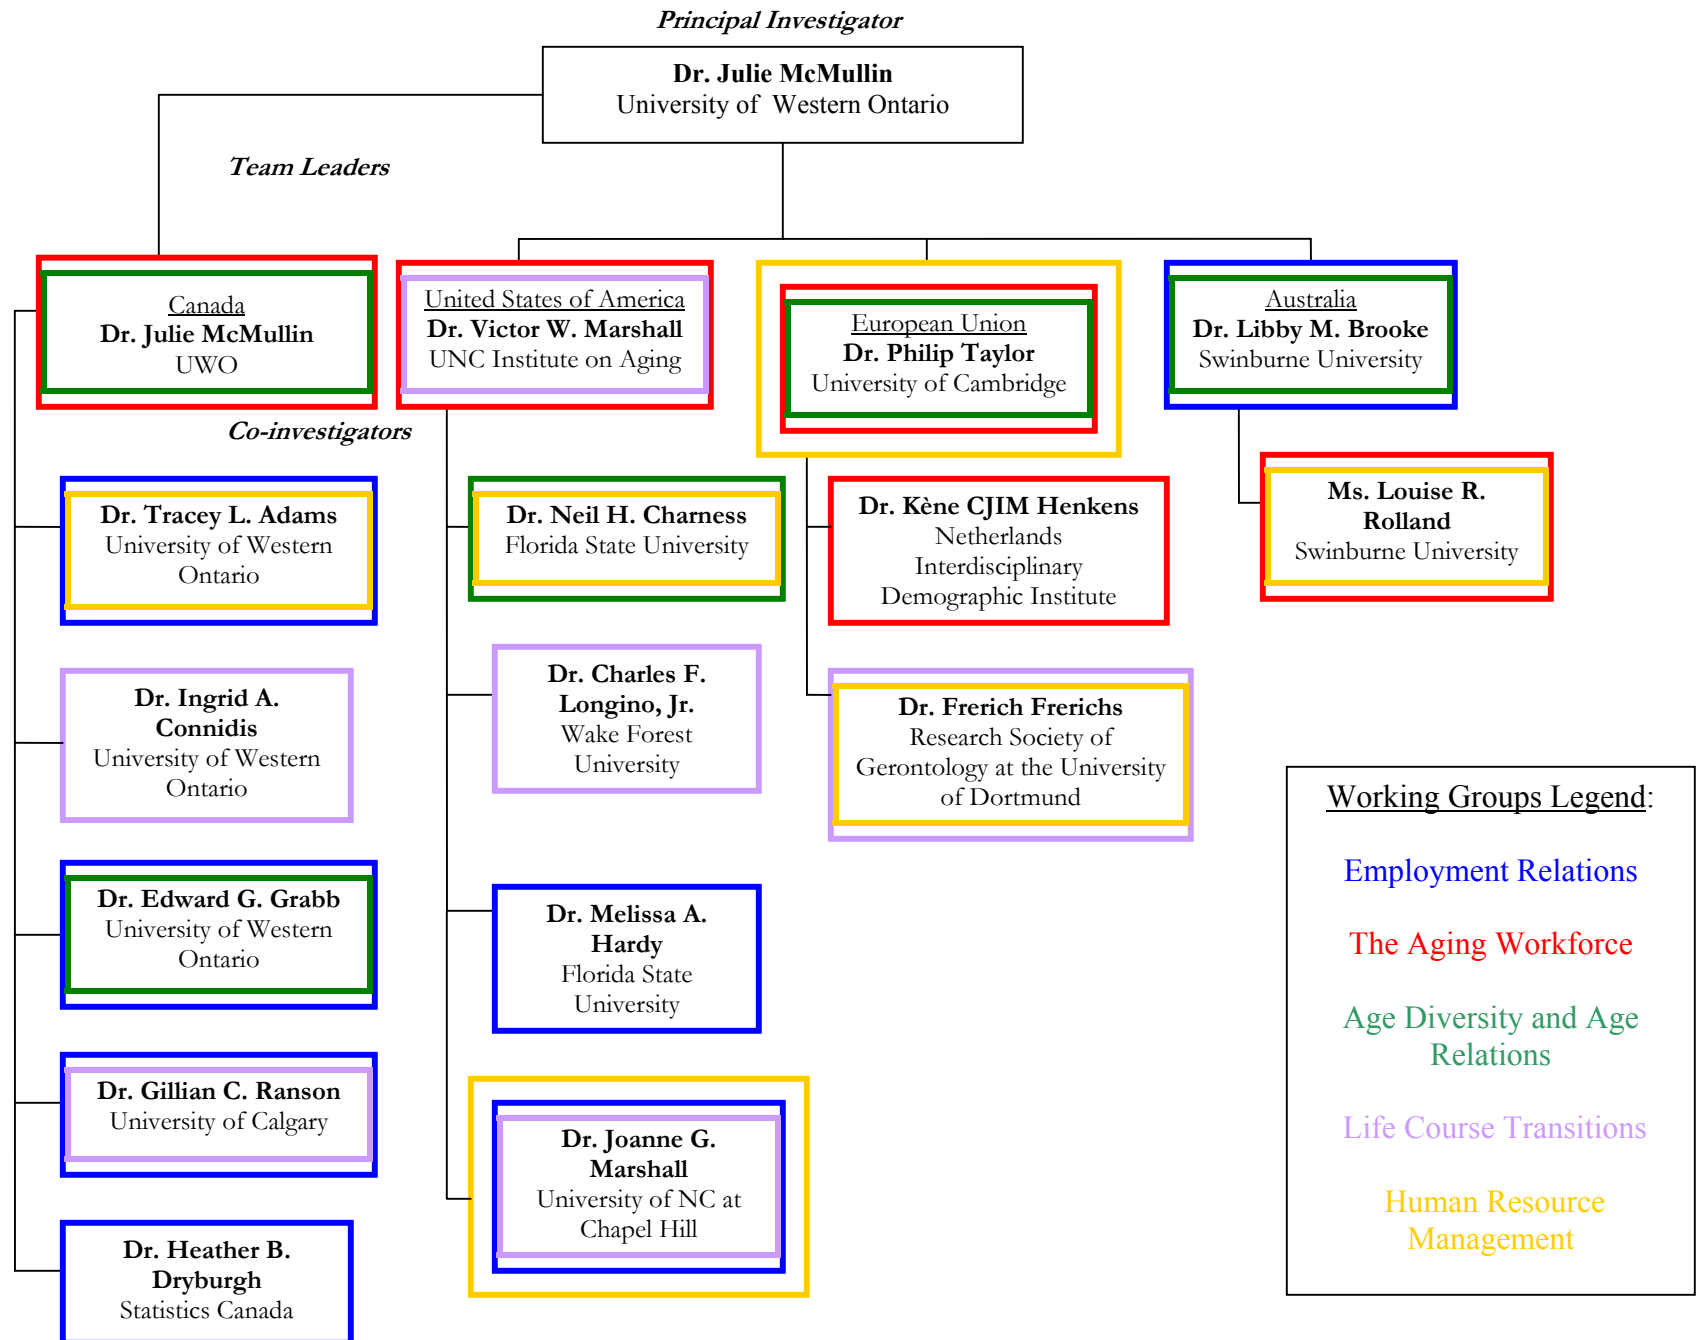 Principal Investigator
Dr. Julie McMullin
University of Western Ontario
Team Leaders
Canada
Dr. Julie McMullin
UWO
United States of America
Dr. Victor W. Marshall
UNC Institute on Aging
European Union
Dr. Philip Taylor
University of Cambridge
Australia
Dr. Libby M. Brooke
Swinburne University
Co-investigators
Dr. Tracey L. Adams
University of Western
Ontario
Dr. Ingrid A.
Connidis
University of Western
Ontario
Dr. Edward G. Grabb
University of Western
Ontario
Dr. Gillian C. Ranson
University of Calgary
Dr. Heather B.
Dryburgh
Statistics Canada
Dr. Neil H. Charness
Florida State University
Dr. Charles F.
Longino, Jr.
Wake Forest
University
Dr. Melissa A.
Hardy
Florida State
University
Dr. Joanne G.
Marshall
University of NC at
Chapel Hill
Dr. Kène CJIM Henkens
Netherlands
Interdisciplinary
Demographic Institute
Dr. Frerich Frerichs
Research Society of
Gerontology at the University
of Dortmund
Ms. Louise R.
Rolland
Swinburne University
Working Groups Legend:
Employment Relations
The Aging Workforce
Age Diversity and Age
Relations
Life Course Transitions
Human Resource
Management